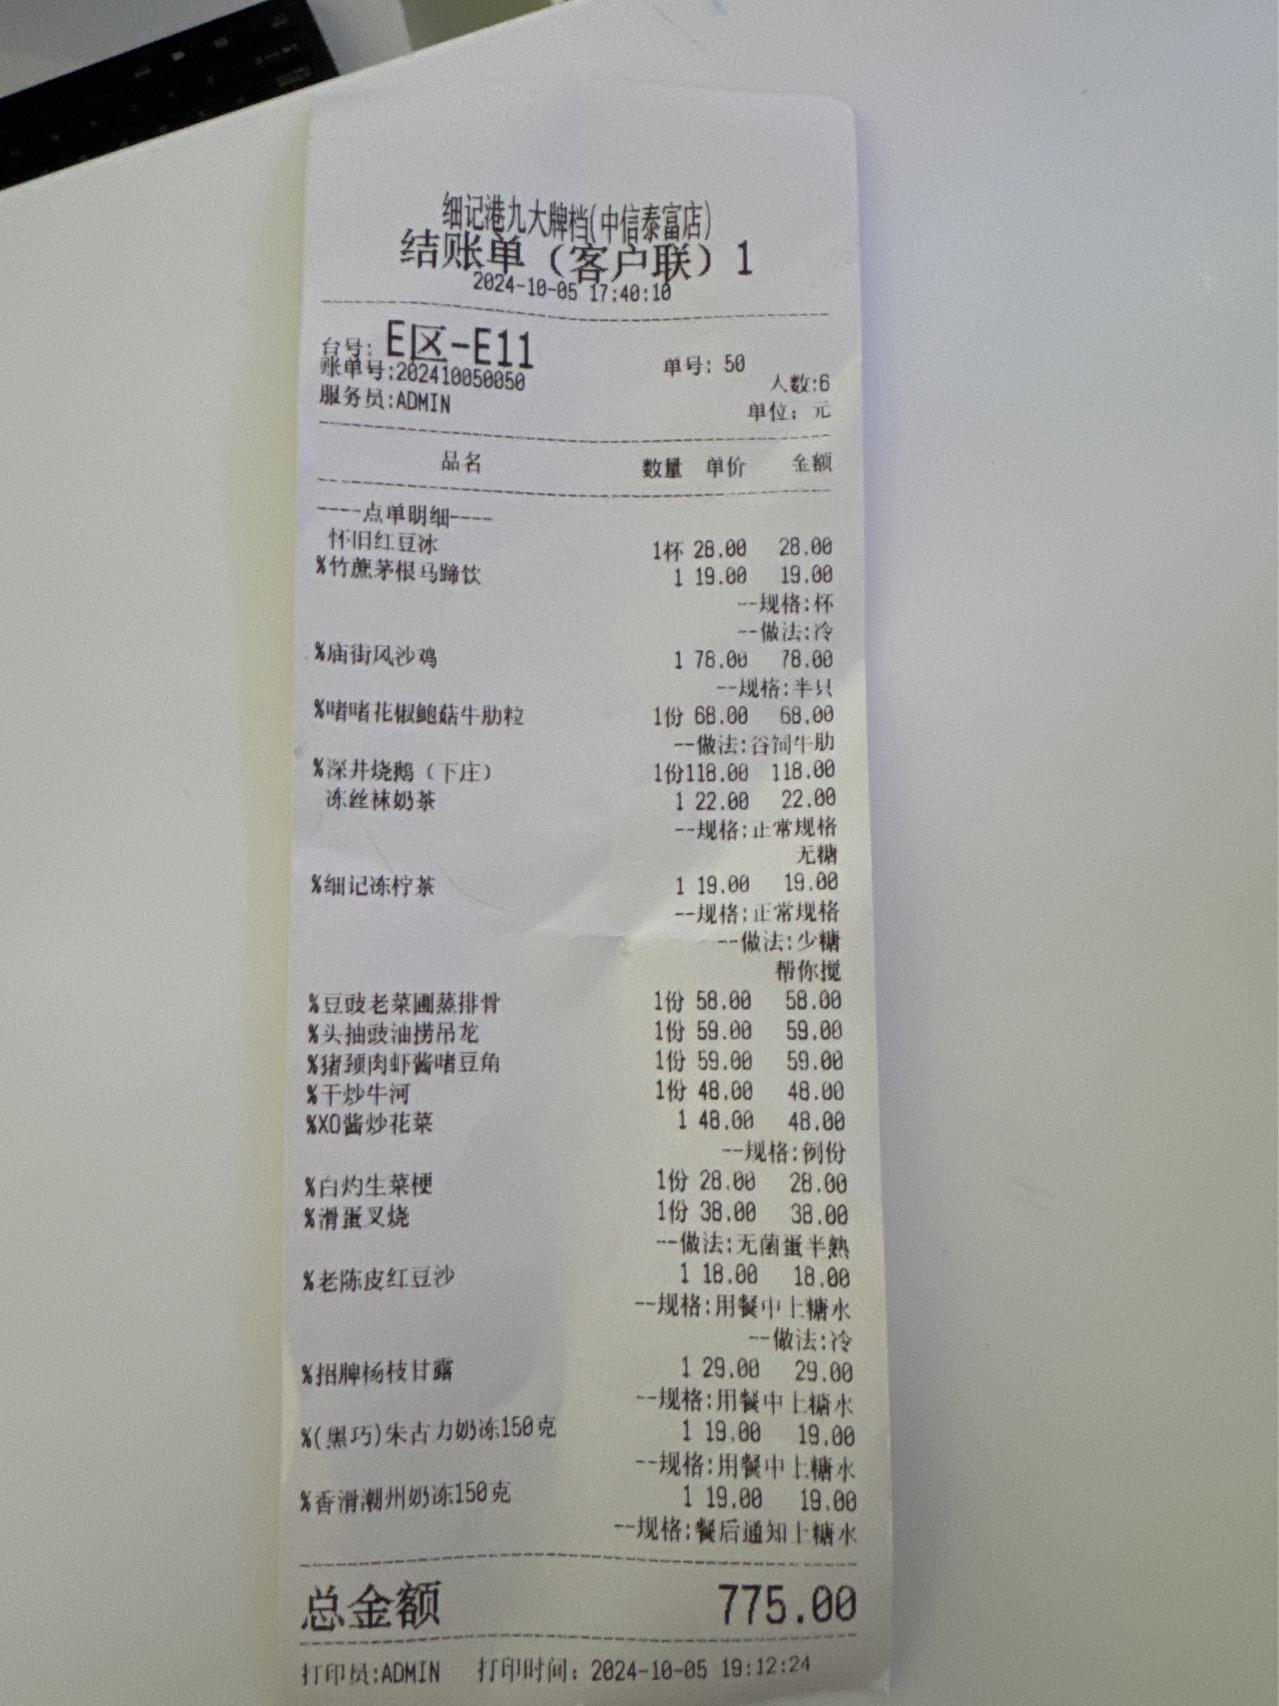 细记港九大牌档(中信泰富店)
结账单（客户联）1
2024-10-05 17:40:10
台号: E区-E11
账单号:202410050050 单号: 50
人数:6
服务员:ADMIN 单位: 元
品名 数量 单价 金额
----点单明细----
怀旧红豆冰 1杯 28.00 28.00
%竹蔗茅根马蹄饮 1 19.00 19.00
--规格:杯
--做法:冷
%庙街风沙鸡 1 78.00 78.00
--规格:半只
%啫啫花椒鲍菇牛肋粒 1份 68.00 68.00
--做法:谷饲牛肋
%深井烧鹅（下庄） 1份118.00 118.00
冻丝袜奶茶 1 22.00 22.00
--规格:正常规格
无糖
%细记冻柠茶 1 19.00 19.00
--规格:正常规格
--做法:少糖
帮你搅
%豆豉老菜圃蒸排骨 1份 58.00 58.00
%头抽豉油捞吊龙 1份 59.00 59.00
%猪颈肉虾酱啫豆角 1份 59.00 59.00
%干炒牛河 1份 48.00 48.00
%XO酱炒花菜 1 48.00 48.00
--规格:例份
%白灼生菜梗 1份 28.00 28.00
%滑蛋叉烧 1份 38.00 38.00
--做法:无菌蛋半熟
%老陈皮红豆沙 1 18.00 18.00
--规格:用餐中上糖水
--做法:冷
%招牌杨枝甘露 1 29.00 29.00
--规格:用餐中上糖水
%(黑巧)朱古力奶冻150克 1 19.00 19.00
--规格:用餐中上糖水
%香滑潮州奶冻150克 1 19.00 19.00
--规格:餐后通知上糖水
总金额 775.00
打印员:ADMIN 打印时间: 2024-10-05 19:12:24